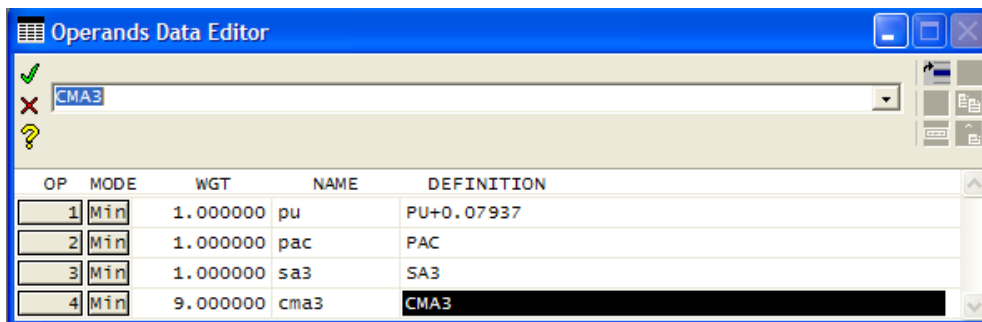 Operands Data Editor
CMA3
OP MODE WGT NAME DEFINITION
1 Min 1.000000 pu PU+0.07937
2 Min 1.000000 pac PAC
3 Min 1.000000 sa3 SA3
4 Min 9.000000 cma3 CMA3